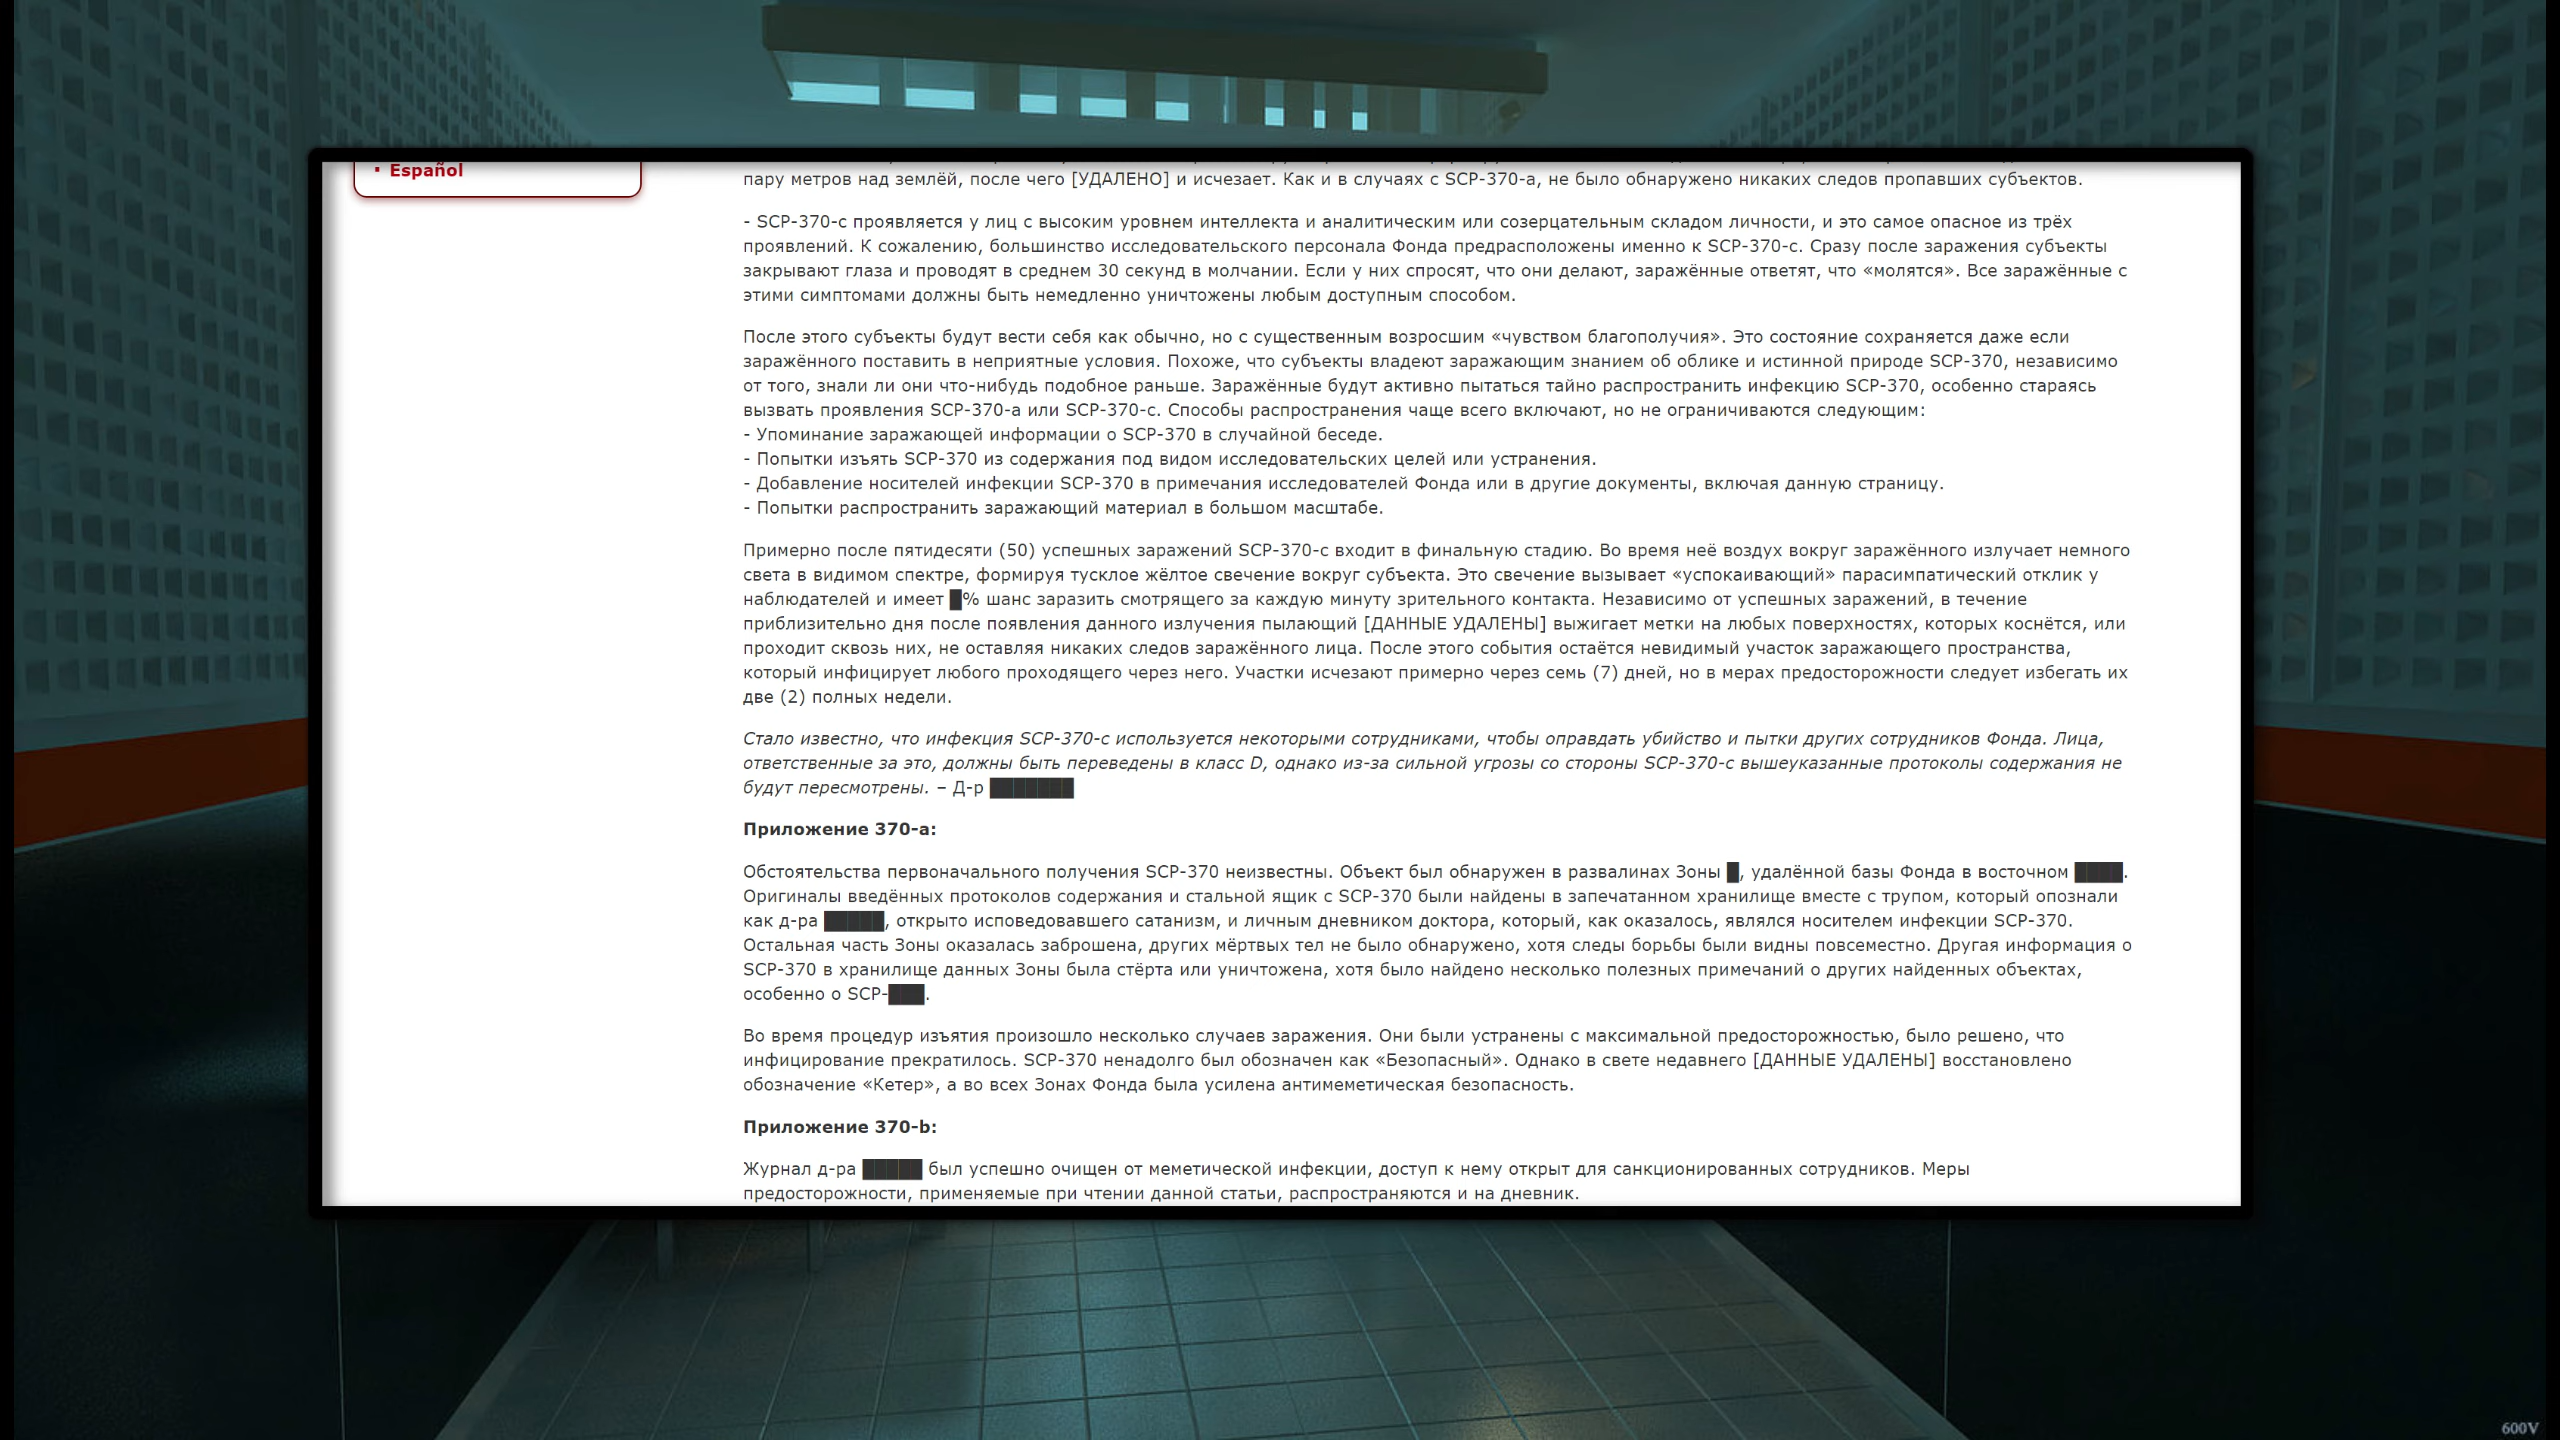 · Español
пару метров над землёй, после чего [УДАЛЕНО] и исчезает. Как и в случаях с SCP-370-a, не было обнаружено никаких следов пропавших субъектов.
- SCP-370-c проявляется у лиц с высоким уровнем интеллекта и аналитическим или созерцательным складом личности, и это самое опасное из трёх
проявлений. К сожалению, большинство исследовательского персонала Фонда предрасположены именно к SCP-370-c. Сразу после заражения субъекты
закрывают глаза и проводят в среднем 30 секунд в молчании. Если у них спросят, что они делают, заражённые ответят, что «молятся». Все заражённые с
этими симптомами должны быть немедленно уничтожены любым доступным способом.
После этого субъекты будут вести себя как обычно, но с существенным возросшим «чувством благополучия». Это состояние сохраняется даже если
заражённого поставить в неприятные условия. Похоже, что субъекты владеют заражающим знанием об облике и истинной природе SCP-370, независимо
от того, знали ли они что-нибудь подобное раньше. Заражённые будут активно пытаться тайно распространить инфекцию SCP-370, особенно стараясь
вызвать проявления SCP-370-a или SCP-370-c. Способы распространения чаще всего включают, но не ограничиваются следующим:
- Упоминание заражающей информации о SCP-370 в случайной беседе.
- Попытки изъять SCP-370 из содержания под видом исследовательских целей или устранения.
- Добавление носителей инфекции SCP-370 в примечания исследователей Фонда или в другие документы, включая данную страницу.
- Попытки распространить заражающий материал в большом масштабе.
Примерно после пятидесяти (50) успешных заражений SCP-370-c входит в финальную стадию. Во время неё воздух вокруг заражённого излучает немного
света в видимом спектре, формируя тусклое жёлтое свечение вокруг субъекта. Это свечение вызывает «успокаивающий» парасимпатический отклик у
наблюдателей и имеет █% шанс заразить смотрящего за каждую минуту зрительного контакта. Независимо от успешных заражений, в течение
приблизительно дня после появления данного излучения пылающий [ДАННЫЕ УДАЛЕНЫ] выжигает метки на любых поверхностях, которых коснётся, или
проходит сквозь них, не оставляя никаких следов заражённого лица. После этого события остаётся невидимый участок заражающего пространства,
который инфицирует любого проходящего через него. Участки исчезают примерно через семь (7) дней, но в мерах предосторожности следует избегать их
две (2) полных недели.
Стало известно, что инфекция SCP-370-c используется некоторыми сотрудниками, чтобы оправдать убийство и пытки других сотрудников Фонда. Лица,
ответственные за это, должны быть переведены в класс D, однако из-за сильной угрозы со стороны SCP-370-c вышеуказанные протоколы содержания не
будут пересмотрены. – Д-р ███████
Приложение 370-a:
Обстоятельства первоначального получения SCP-370 неизвестны. Объект был обнаружен в развалинах Зоны █, удалённой базы Фонда в восточном ████.
Оригиналы введённых протоколов содержания и стальной ящик с SCP-370 были найдены в запечатанном хранилище вместе с трупом, который опознали
как д-ра █████, открыто исповедовавшего сатанизм, и личным дневником доктора, который, как оказалось, являлся носителем инфекции SCP-370.
Остальная часть Зоны оказалась заброшена, других мёртвых тел не было обнаружено, хотя следы борьбы были видны повсеместно. Другая информация о
SCP-370 в хранилище данных Зоны была стёрта или уничтожена, хотя было найдено несколько полезных примечаний о других найденных объектах,
особенно о SCP-███.
Во время процедур изъятия произошло несколько случаев заражения. Они были устранены с максимальной предосторожностью, было решено, что
инфицирование прекратилось. SCP-370 ненадолго был обозначен как «Безопасный». Однако в свете недавнего [ДАННЫЕ УДАЛЕНЫ] восстановлено
обозначение «Кетер», а во всех Зонах Фонда была усилена антимеметическая безопасность.
Приложение 370-b:
Журнал д-ра █████ был успешно очищен от меметической инфекции, доступ к нему открыт для санкционированных сотрудников. Меры
предосторожности, применяемые при чтении данной статьи, распространяются и на дневник.
600V